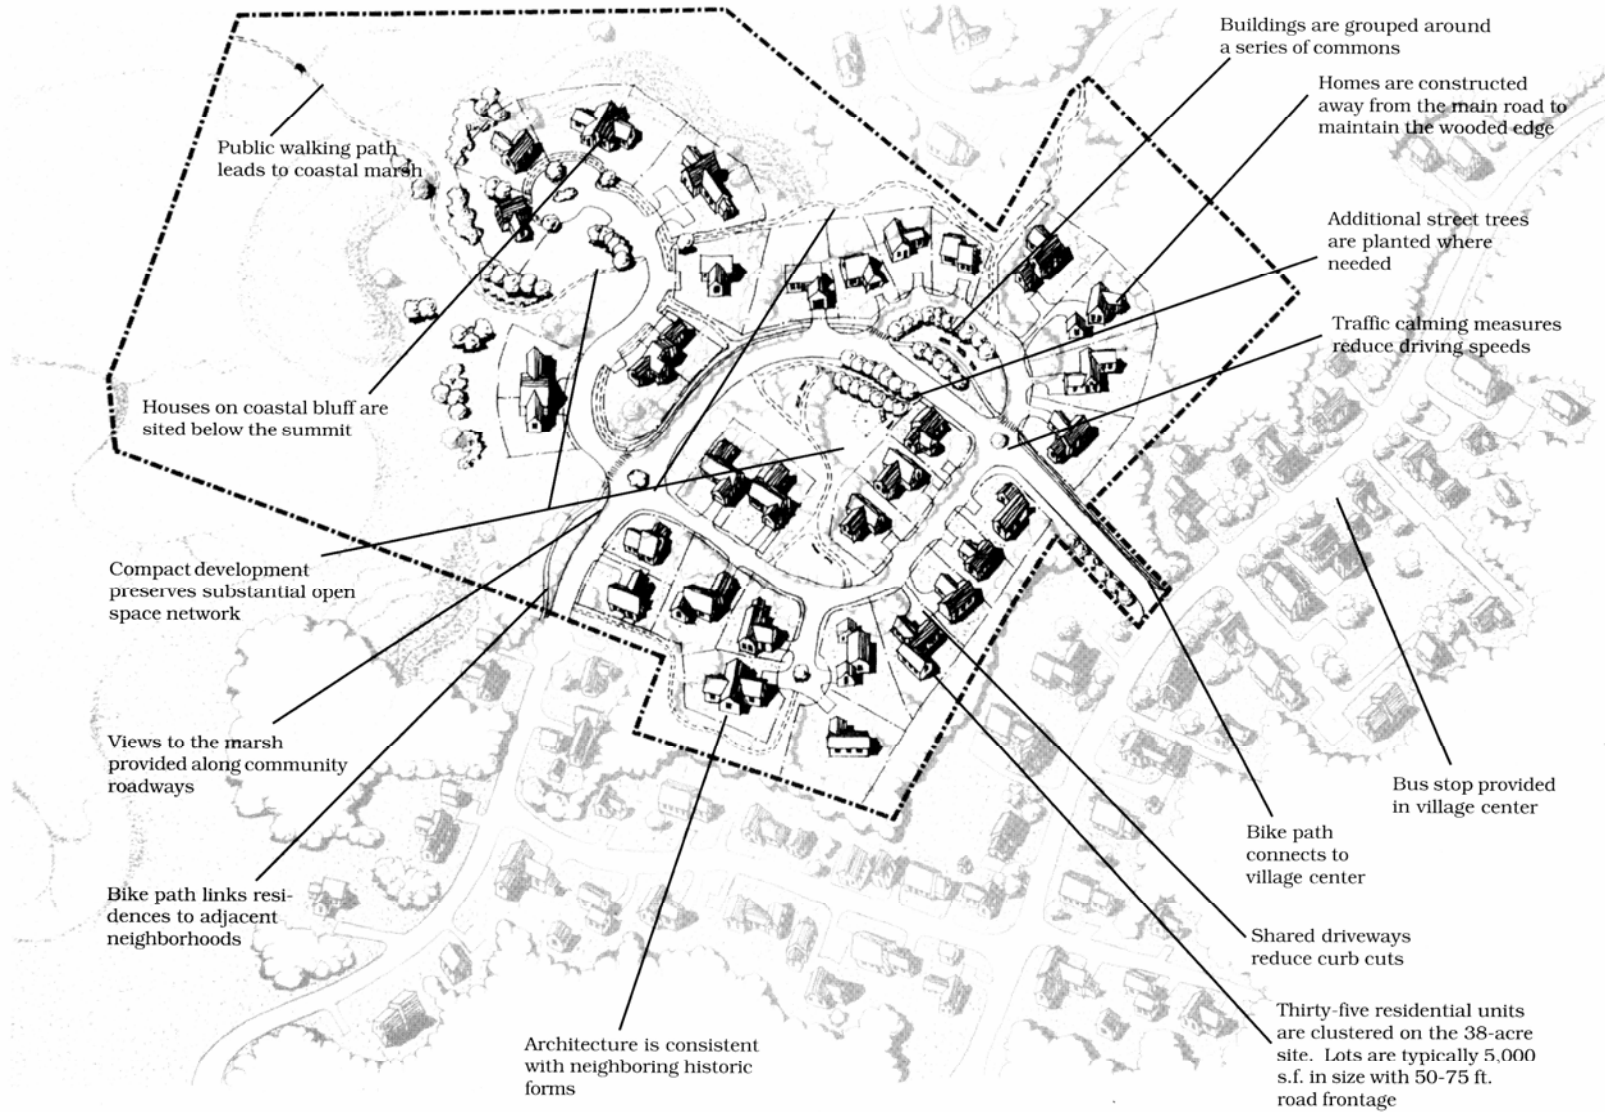 Buildings are grouped around
a series of commons
Homes are constructed
away from the main road to
maintain the wooded edge
Public walking path
leads to coastal marsh
Additional street trees
are planted where
needed
Traffic calming measures
reduce driving speeds
Houses on coastal bluff are
sited below the summit
Compact development
preserves substantial open
space network
Views to the marsh
provided along community
roadways
Bus stop provided
in village center
Bike path
connects to
village center
Bike path links resi-
dences to adjacent
neighborhoods
Shared driveways
reduce curb cuts
Architecture is consistent
with neighboring historic
forms
Thirty-five residential units
are clustered on the 38-acre
site. Lots are typically 5,000
s.f. in size with 50-75 ft.
road frontage